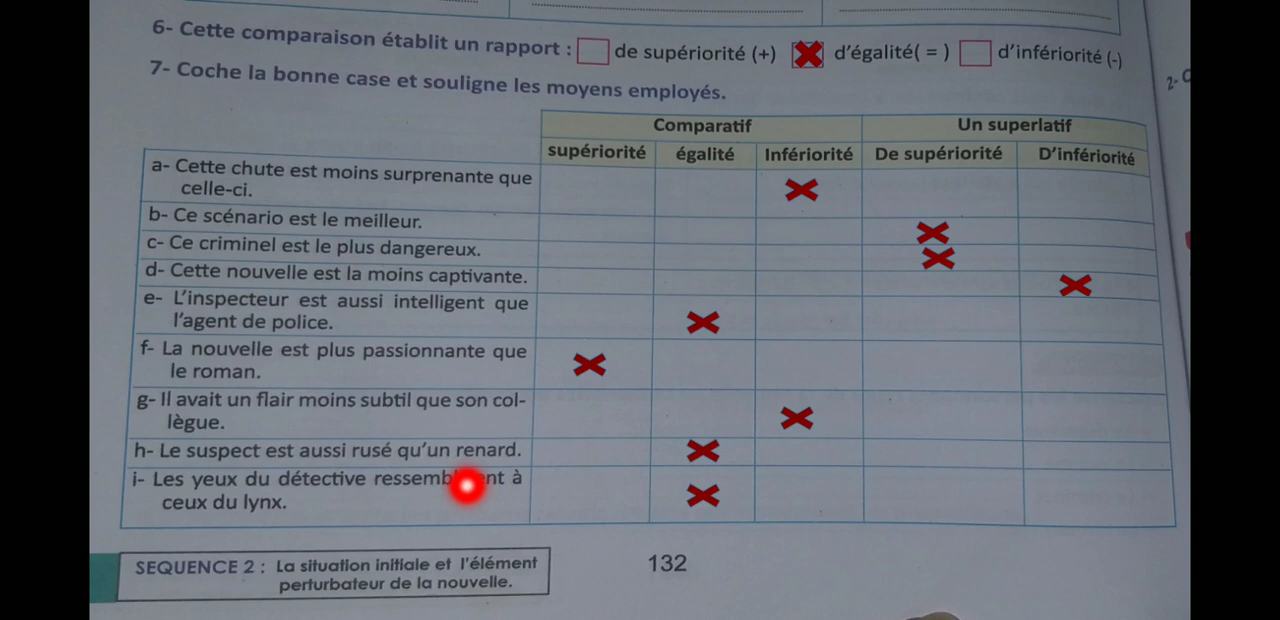 6- Cette comparaison établit un rapport : de supériorité (+) d'égalité( = ) d'infériorité (-)
7- Coche la bonne case et souligne les moyens employés.
Comparatif Un superlatif
supériorité égalité Infériorité De supériorité D'infériorité
a- Cette chute est moins surprenante que
celle-ci.
b- Ce scénario est le meilleur.
c- Ce criminel est le plus dangereux.
d- Cette nouvelle est la moins captivante.
e- L'inspecteur est aussi intelligent que
l'agent de police.
f- La nouvelle est plus passionnante que
le roman.
g- Il avait un flair moins subtil que son col-
lègue.
h- Le suspect est aussi rusé qu'un renard.
i- Les yeux du détective ressemblent à
ceux du lynx.
SEQUENCE 2 : La situation initiale et l'élément
perturbateur de la nouvelle.
132